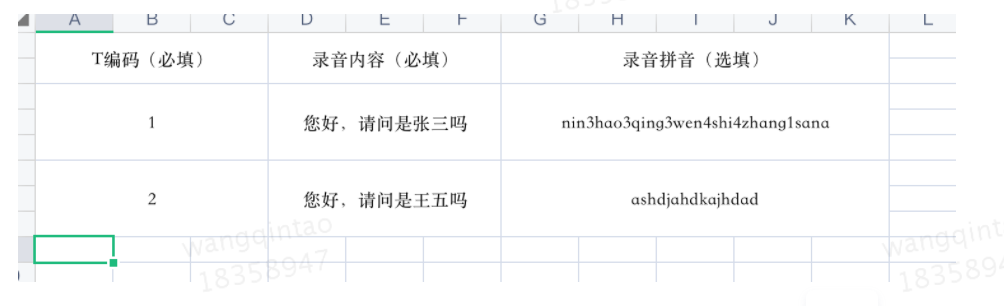 A B C D E F G H I J K L
T编码（必填） 录音内容（必填） 录音拼音（选填）
1 您好，请问是张三吗 nin3hao3qing3wen4shi4zhang1sana
2 您好，请问是王五吗 ashdjahdkajhdad
wangqintao
18358947
wangqint
183589